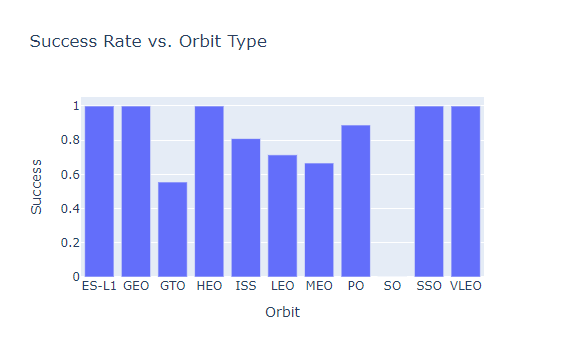 Success Rate vs. Orbit Type
Success
1
0.8
0.6
0.4
0.2
0
ES-L1 GEO GTO HEO ISS LEO MEO PO SO SSO VLEO
Orbit